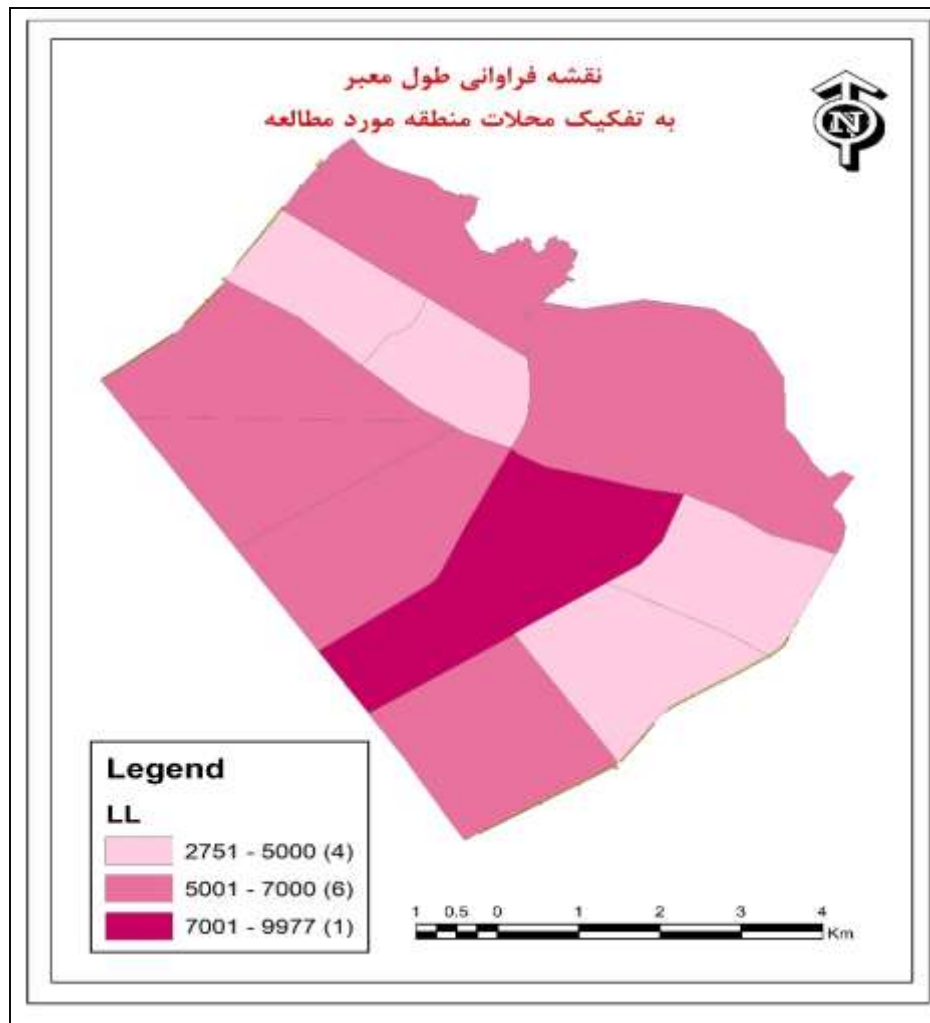 نقشه فراوانی طول معبر
به تفکیک محلات منطقه مورد مطالعه
N
Legend
LL
2751 - 5000 (4)
5001 - 7000 (6)
7001 - 9977 (1)
1 0.5 0 1 2 3 4
Km